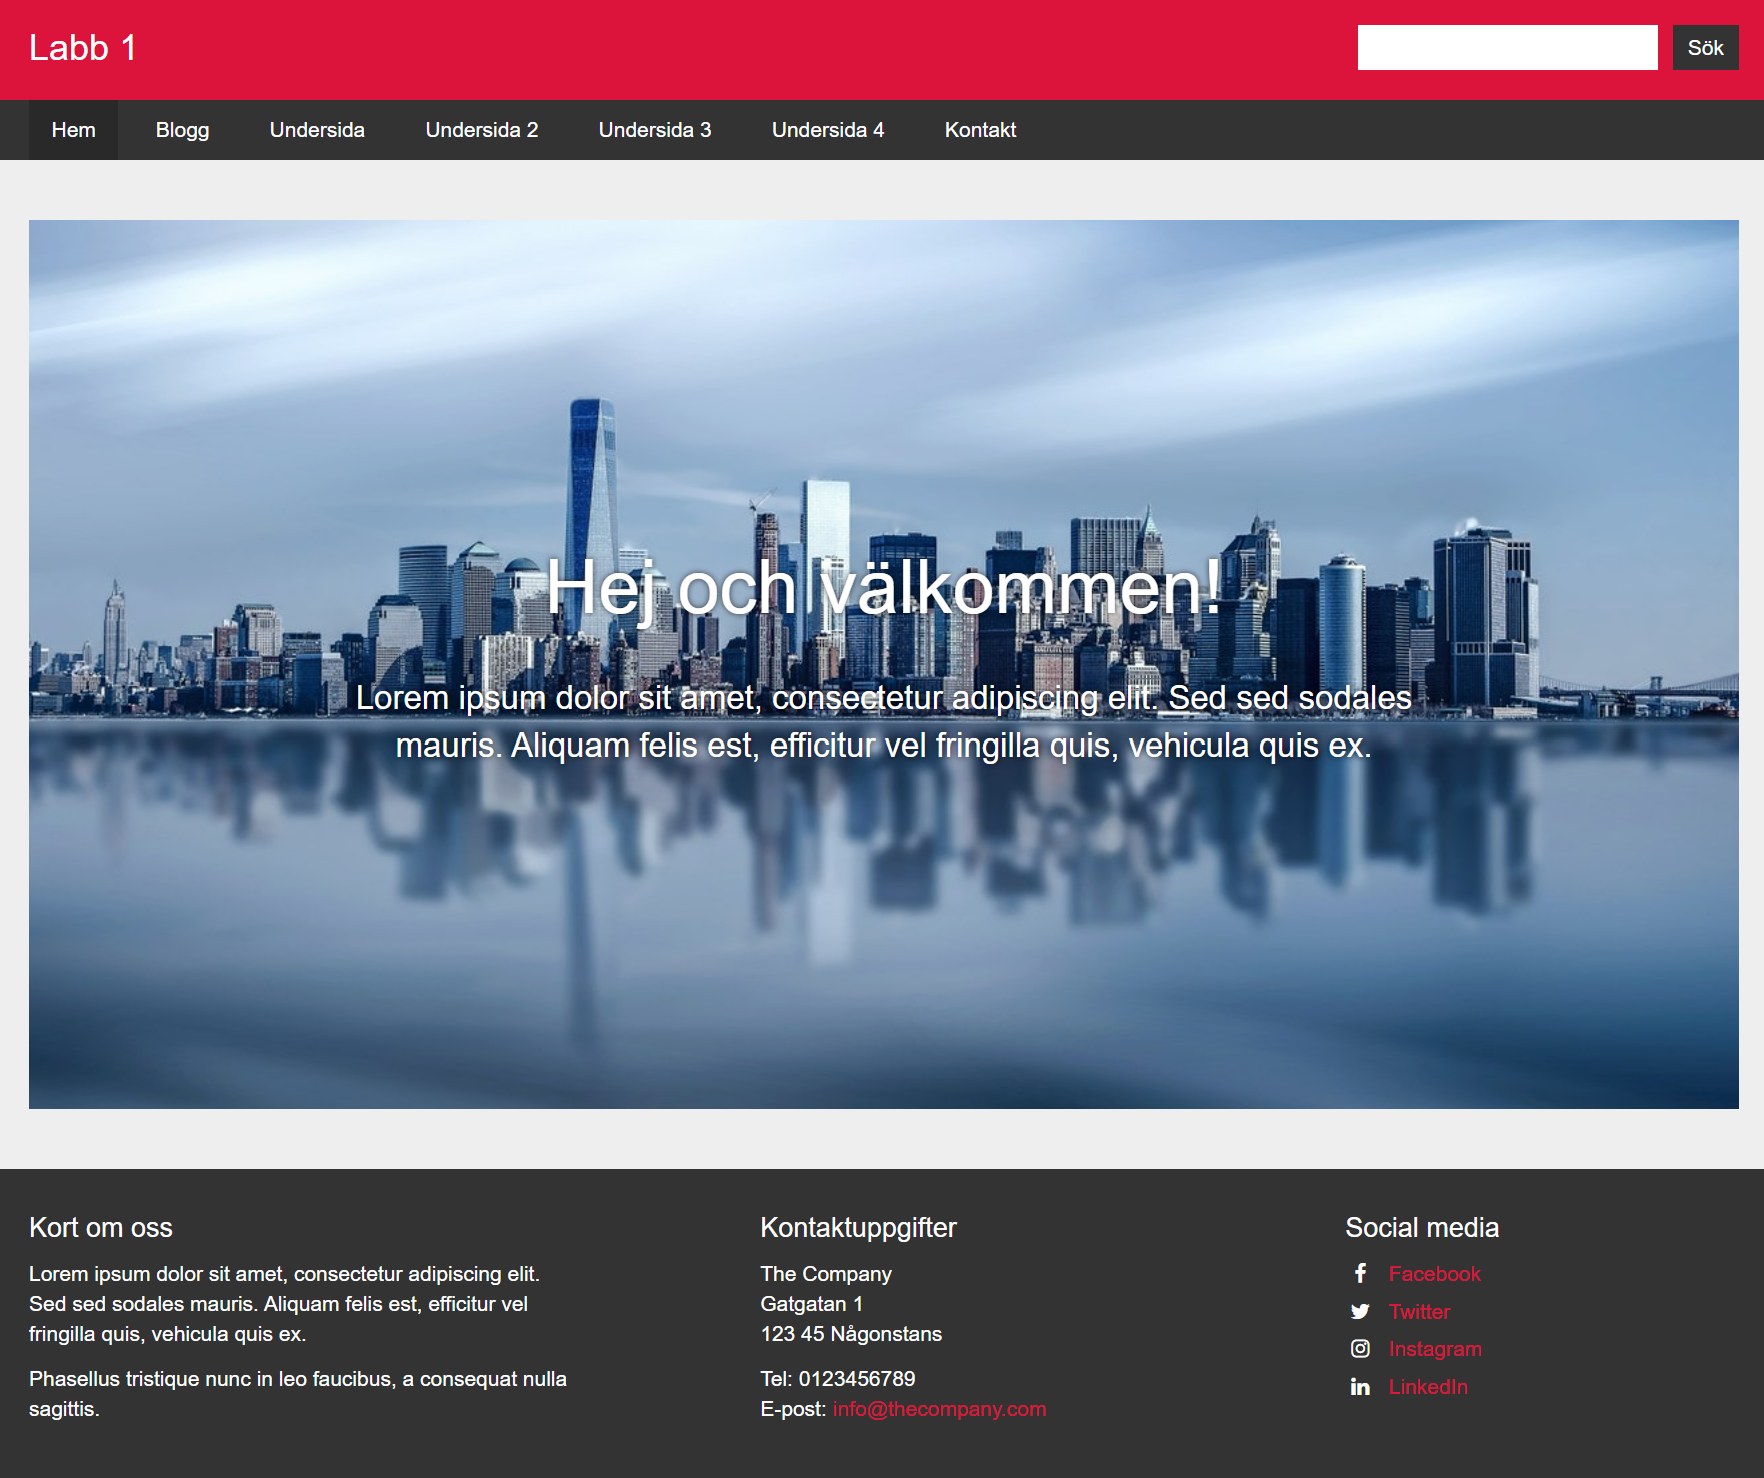 Labb 1
Sök
Hem Blogg Undersida Undersida 2 Undersida 3 Undersida 4 Kontakt
Hej och välkommen!
Lorem ipsum dolor sit amet, consectetur adipiscing elit. Sed sed sodales
mauris. Aliquam felis est, efficitur vel fringilla quis, vehicula quis ex.
Kort om oss
Lorem ipsum dolor sit amet, consectetur adipiscing elit.
Sed sed sodales mauris. Aliquam felis est, efficitur vel
fringilla quis, vehicula quis ex.
Phasellus tristique nunc in leo faucibus, a consequat nulla
sagittis.
Kontaktuppgifter
The Company
Gatgatan 1
123 45 Någonstans
Tel: 0123456789
E-post: info@thecompany.com
Social media
Facebook
Twitter
Instagram
LinkedIn